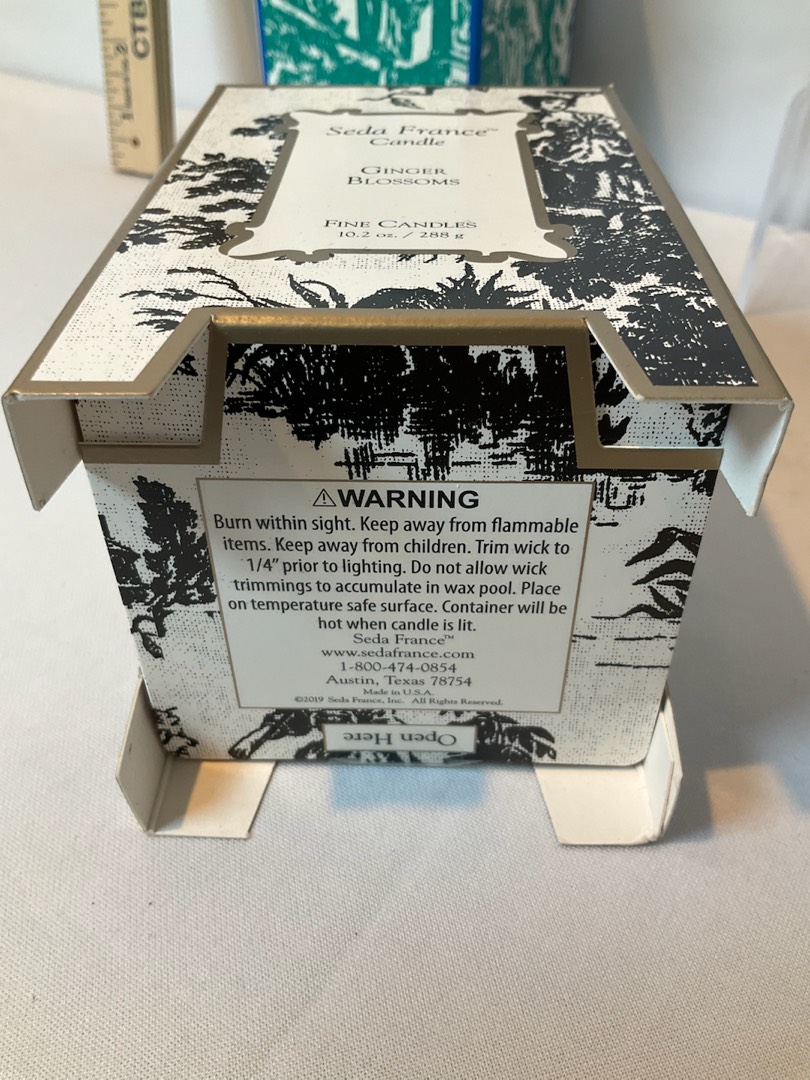 CTB
Seda France™
Candle
GINGER
BLOSSOMS
FINE CANDLES
10.2 oz. / 288 g
⚠WARNING
Burn within sight. Keep away from flammable
items. Keep away from children. Trim wick to
1/4" prior to lighting. Do not allow wick
trimmings to accumulate in wax pool. Place
on temperature safe surface. Container will be
hot when candle is lit.
Seda France™
www.sedafrance.com
1-800-474-0854
Austin, Texas 78754
Made in U.S.A.
©2019 Seda France, Inc. All Rights Reserved.
Open Here